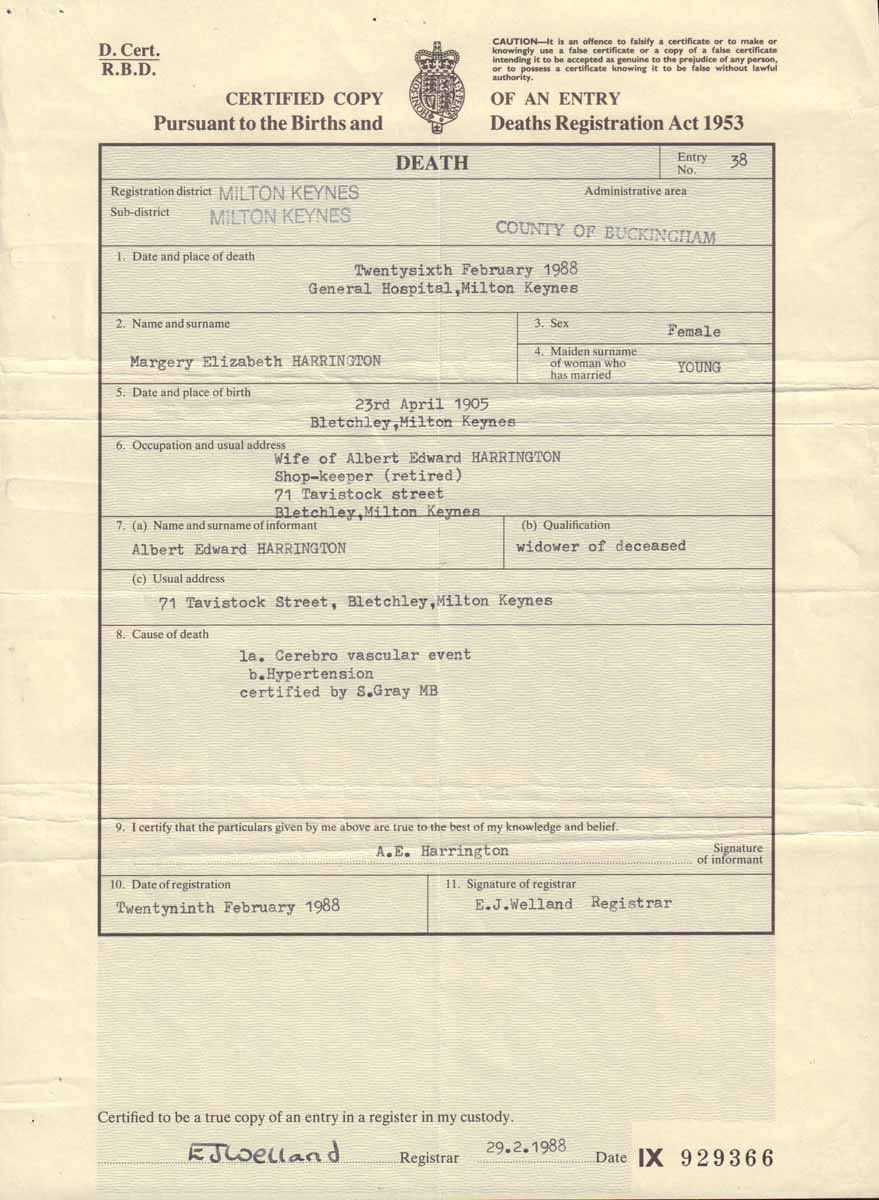 D. Cert.
R.B.D.
CAUTION—It is an offence to falsify a certificate or to make or
knowingly use a false certificate or a copy of a false certificate
intending it to be accepted as genuine to the prejudice of any person,
or to possess a certificate knowing it to be false without lawful
authority.
CERTIFIED COPY OF AN ENTRY
Pursuant to the Births and Deaths Registration Act 1953
DEATH
Entry No. 38
Registration district MILTON KEYNES
Administrative area
Sub-district MILTON KEYNES
COUNTY OF BUCKINGHAM
1. Date and place of death
Twentysixth February 1988
General Hospital,Milton Keynes
2. Name and surname
Margery Elizabeth HARRINGTON
3. Sex
Female
4. Maiden surname
of woman who
has married
YOUNG
5. Date and place of birth
23rd April 1905
Bletchley,Milton Keynes
6. Occupation and usual address
Wife of Albert Edward HARRINGTON
Shop-keeper (retired)
71 Tavistock street
Bletchley,Milton Keynes
7. (a) Name and surname of informant
Albert Edward HARRINGTON
(b) Qualification
widower of deceased
(c) Usual address
71 Tavistock Street, Bletchley,Milton Keynes
8. Cause of death
1a. Cerebro vascular event
b.Hypertension
certified by S.Gray MB
9. I certify that the particulars given by me above are true to the best of my knowledge and belief.
A.E. Harrington
Signature
of informant
10. Date of registration
Twentyninth February 1988
11. Signature of registrar
E.J.Welland Registrar
Certified to be a true copy of an entry in a register in my custody.
EJWelland Registrar 29.2.1988 Date IX 929366